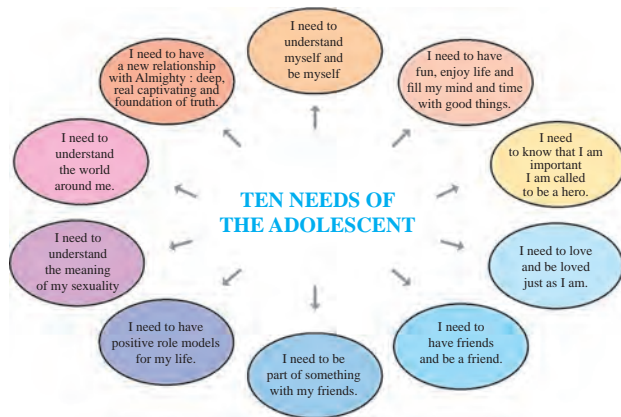 TEN NEEDS OF
THE ADOLESCENT
I need to
understand
myself and
be myself
I need to have
fun, enjoy life and
fill my mind and time
with good things.
I need
to know that I am
important
I am called
to be a hero.
I need to love
and be loved
just as I am.
I need to
have friends
and be a friend.
I need to be
part of something
with my friends.
I need to have
positive role models
for my life.
I need to
understand
the meaning
of my sexuality
I need to
understand
the world
around me.
I need to have
a new relationship
with Almighty : deep,
real captivating and
foundation of truth.